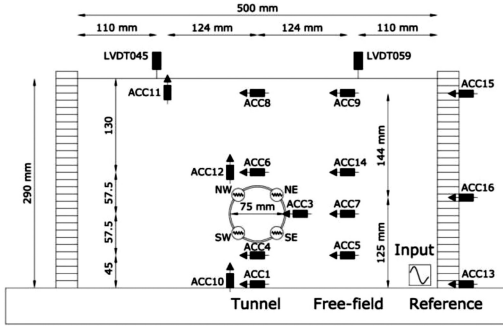 500 mm
110 mm 124 mm 124 mm 110 mm
LVDT045 LVDT059
ACC11 ACC8 ACC9 ACC15
290 mm 130 144 mm
ACC12 ACC6 ACC14
NW NE
57.5 75 mm ACC3 ACC7 ACC16
57.5 SW SE 125 mm
ACC4 ACC5 Input
45 ACC10 ACC1 ACC13
Tunnel Free-field Reference